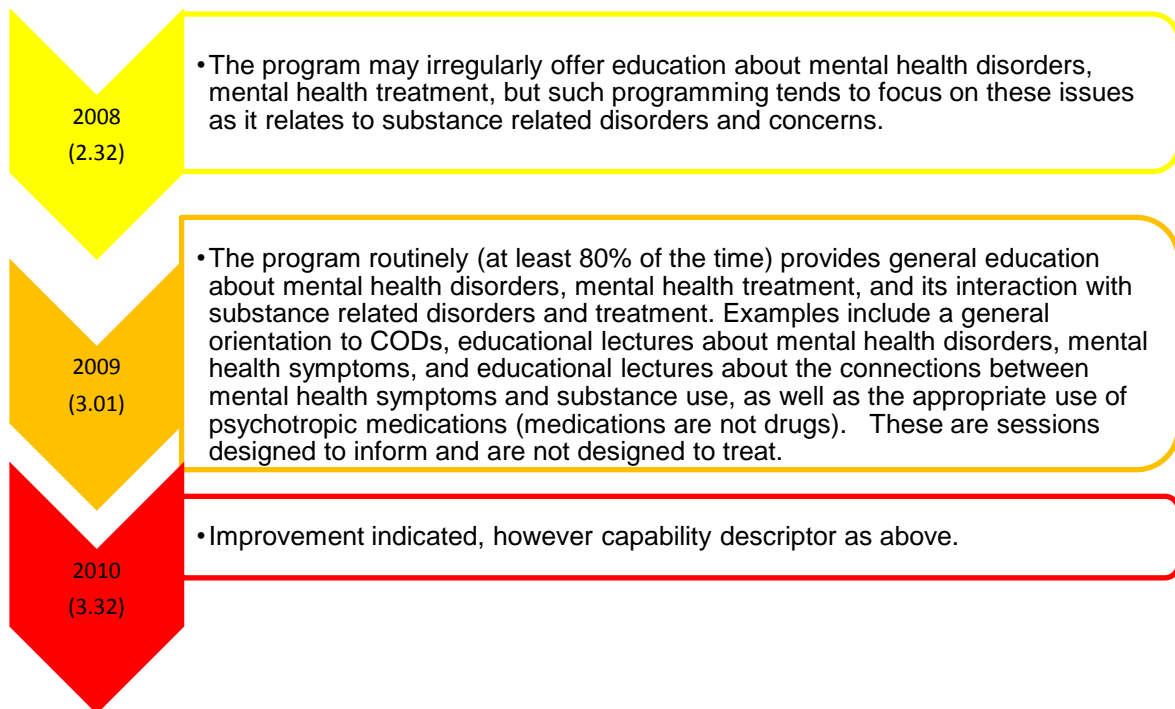 2008
(2.32)
•The program may irregularly offer education about mental health disorders,
mental health treatment, but such programming tends to focus on these issues
as it relates to substance related disorders and concerns.
2009
(3.01)
•The program routinely (at least 80% of the time) provides general education
about mental health disorders, mental health treatment, and its interaction with
substance related disorders and treatment. Examples include a general
orientation to CODs, educational lectures about mental health disorders, mental
health symptoms, and educational lectures about the connections between
mental health symptoms and substance use, as well as the appropriate use of
psychotropic medications (medications are not drugs).   These are sessions
designed to inform and are not designed to treat.
2010
(3.32)
•Improvement indicated, however capability descriptor as above.